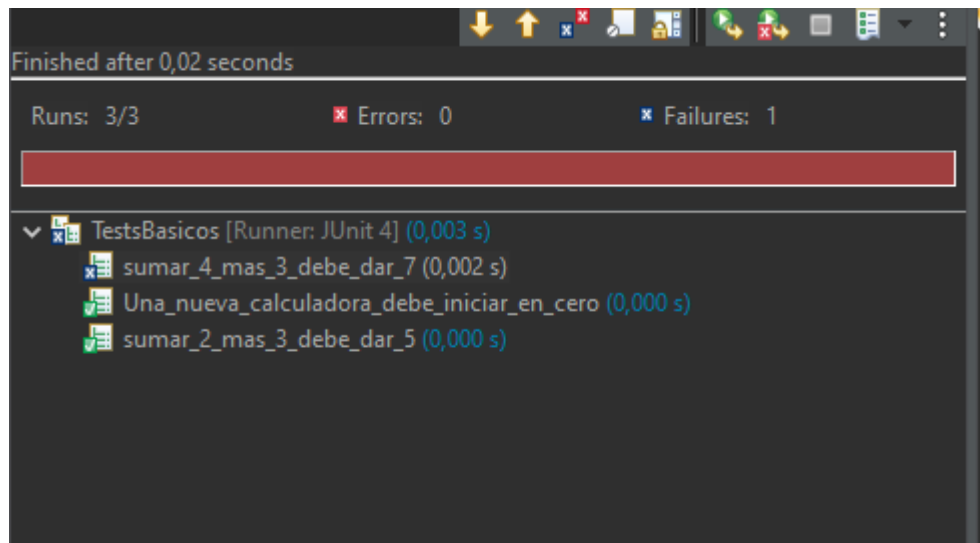 Finished after 0,02 seconds
Runs: 3/3 Errors: 0 Failures: 1
TestsBasicos [Runner: JUnit 4] (0,003 s)
sumar_4_mas_3_debe_dar_7 (0,002 s)
Una_nueva_calculadora_debe_iniciar_en_cero (0,000 s)
sumar_2_mas_3_debe_dar_5 (0,000 s)